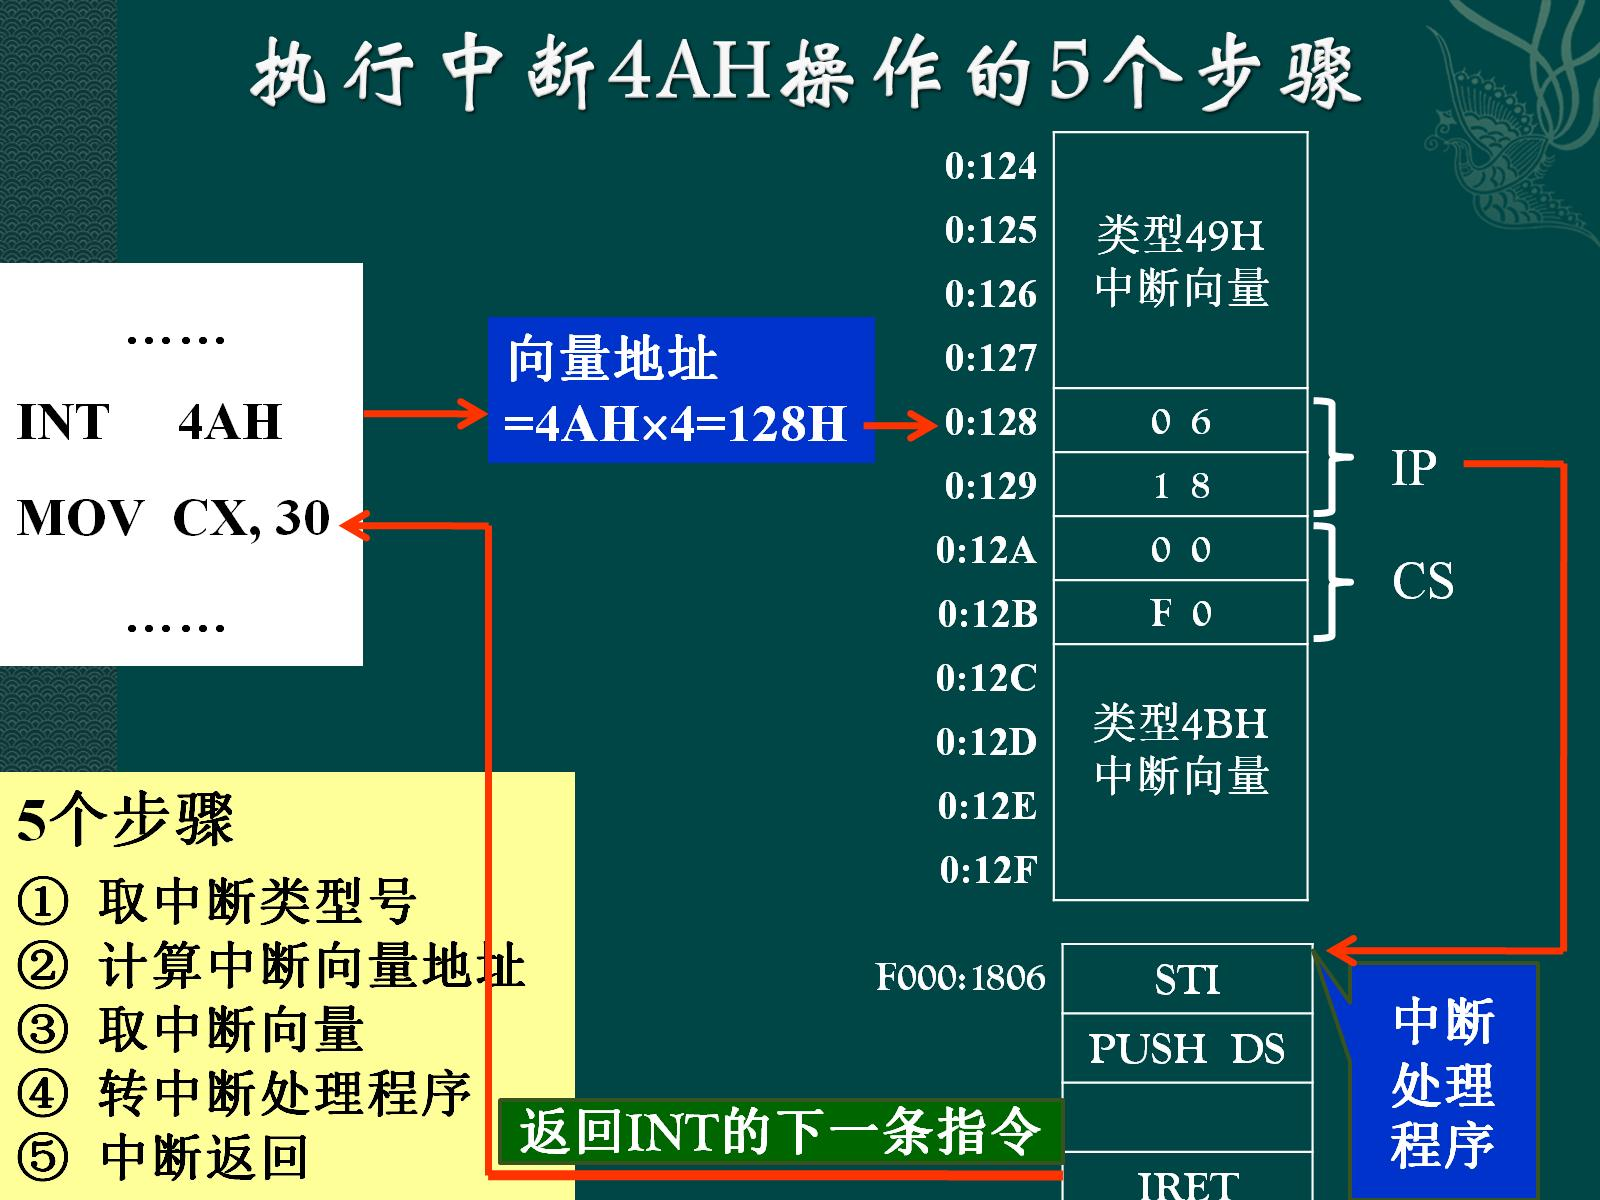 执行中断4AH操作的5个步骤
……
INT 4AH
MOV CX, 30
……
向量地址
=4AH×4=128H
0:124
0:125
0:126
0:127
0:128
0:129
0:12A
0:12B
0:12C
0:12D
0:12E
0:12F
类型49H
中断向量
0 6
1 8
0 0
F 0
类型4BH
中断向量
IP
CS
5个步骤
① 取中断类型号
② 计算中断向量地址
③ 取中断向量
④ 转中断处理程序
⑤ 中断返回
F000:1806
STI
PUSH DS
IRET
返回INT的下一条指令
中断
处理
程序